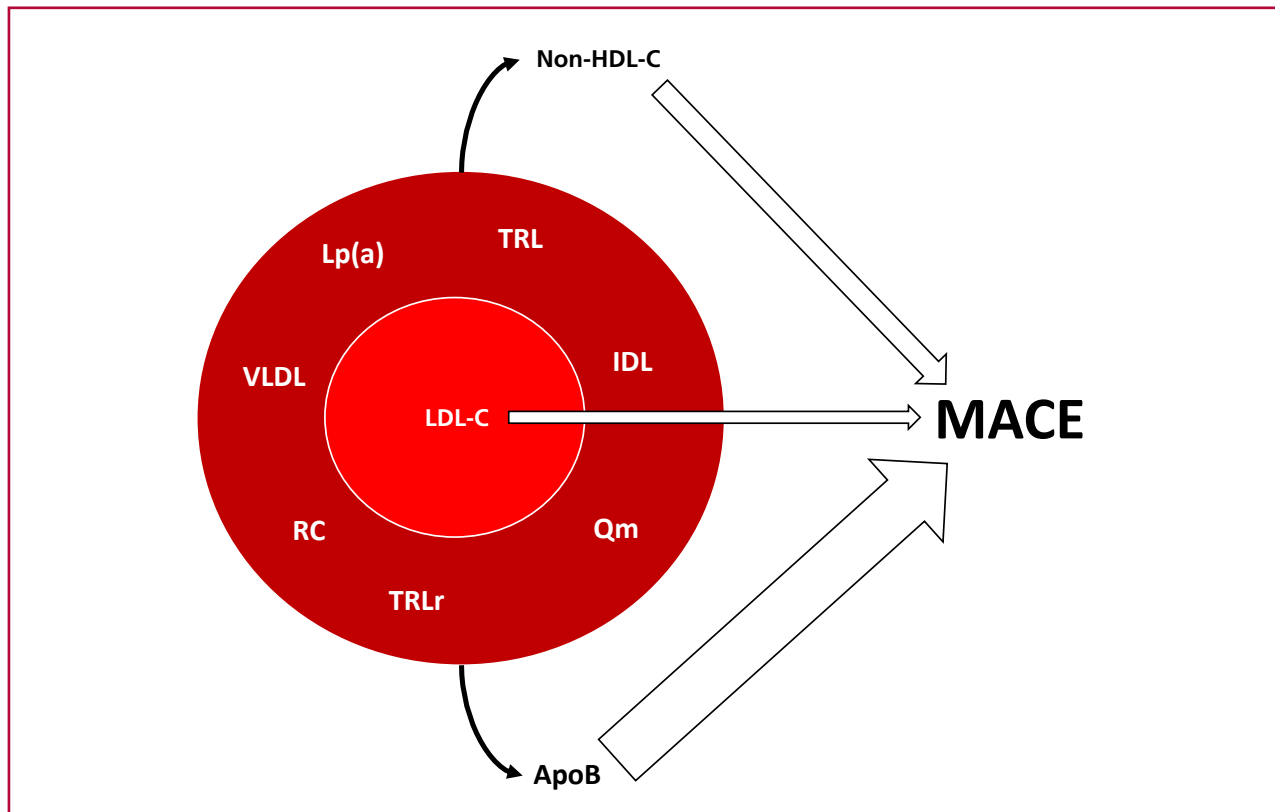 Non-HDL-C
Lp(a)
TRL
VLDL
IDL
LDL-C
MACE
RC
Qm
TRLr
ApoB